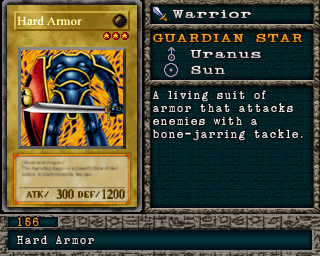 Hard Armor
ATK/ 300 DEF/1200
Warrior
GUARDIAN STAR
Uranus
Sun
A living suit of
armor that attacks
enemies with a
bone-jarring tackle.
156
Hard Armor